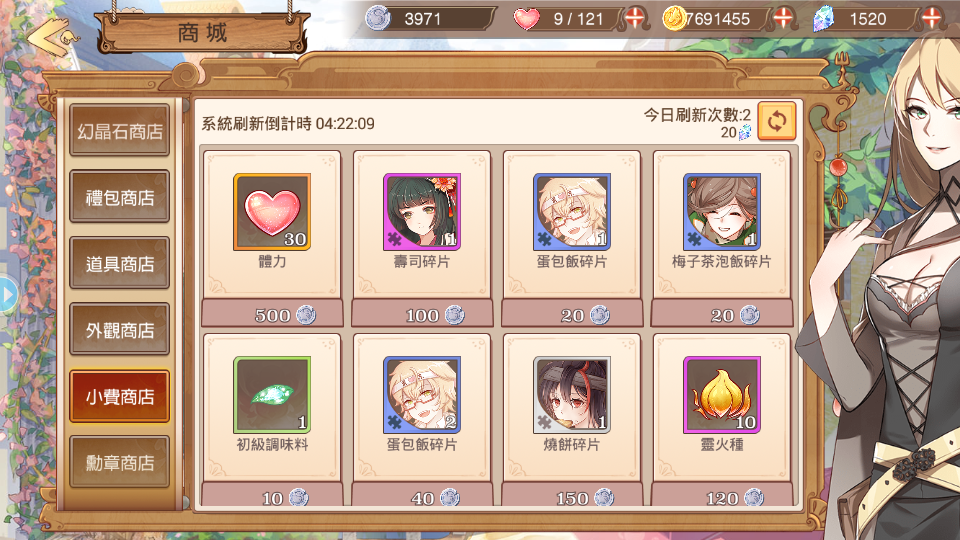 商城
3971
9 / 121
7691455
1520
幻晶石商店
禮包商店
道具商店
外觀商店
小費商店
勳章商店
系統刷新倒計時 04:22:09
今日刷新次數:2
20
30
體力
500
1
壽司碎片
100
1
蛋包飯碎片
20
1
梅子茶泡飯碎片
20
1
初級調味料
10
2
蛋包飯碎片
40
1
燒餅碎片
150
10
靈火種
120